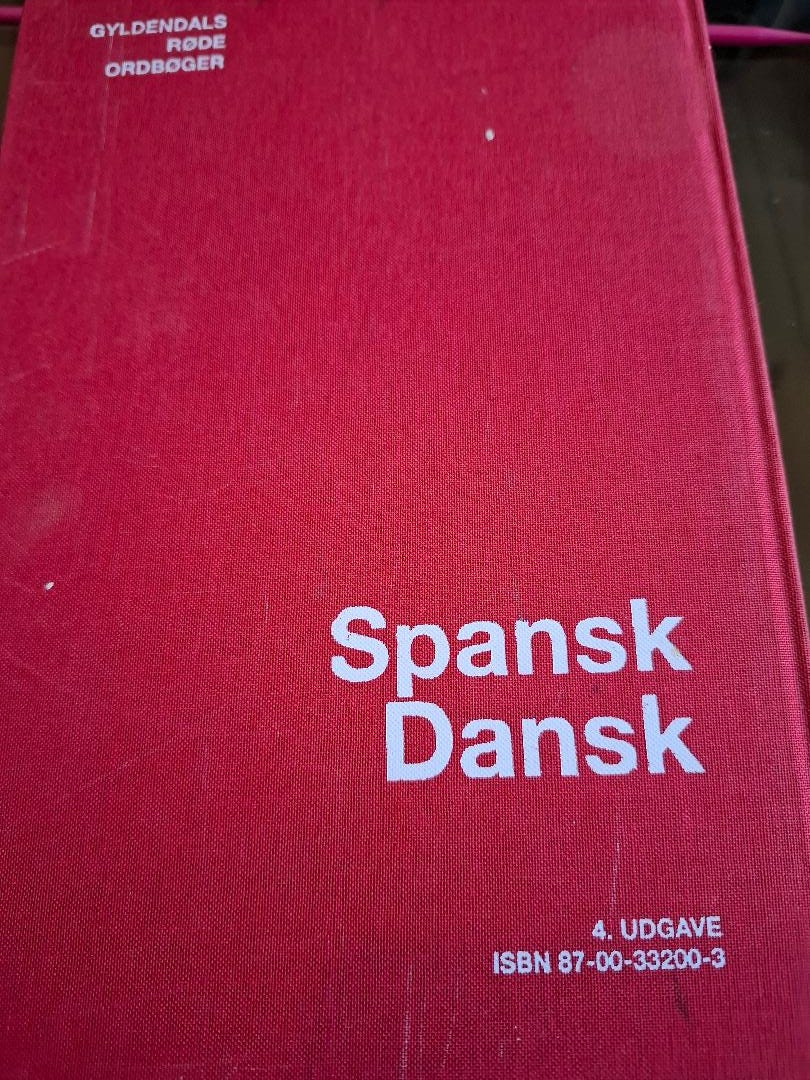 GYLDENDALS
RØDE
ORDBØGER
Spansk
Dansk
4. UDGAVE
ISBN 87-00-33200-3